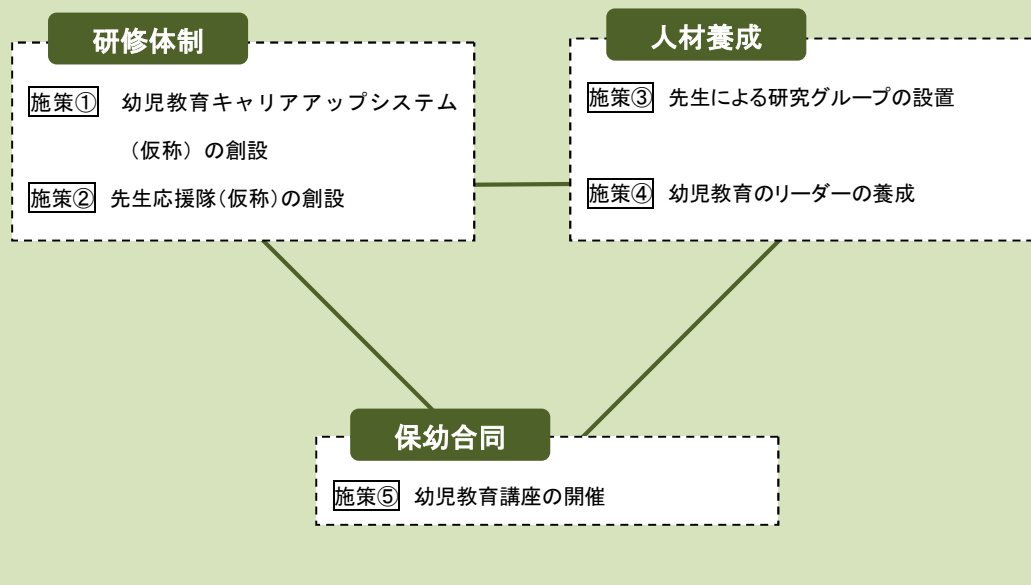 研修体制
施策① 幼児教育キャリアアップシステム
(仮称)の創設
施策② 先生応援隊(仮称)の創設
人材養成
施策③ 先生による研究グループの設置
施策④ 幼児教育のリーダーの養成
保幼合同
施策⑤ 幼児教育講座の開催